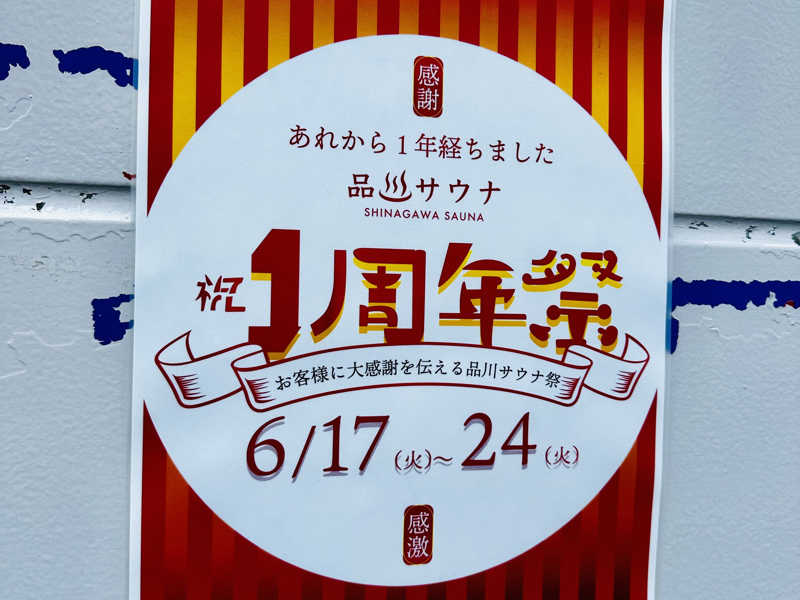 感謝
あれから1年経ちました
品川サウナ
SHINAGAWA SAUNA
祝1周年祭
お客様に大感謝を伝える品川サウナ祭
6/17(火)～24(火)
感激